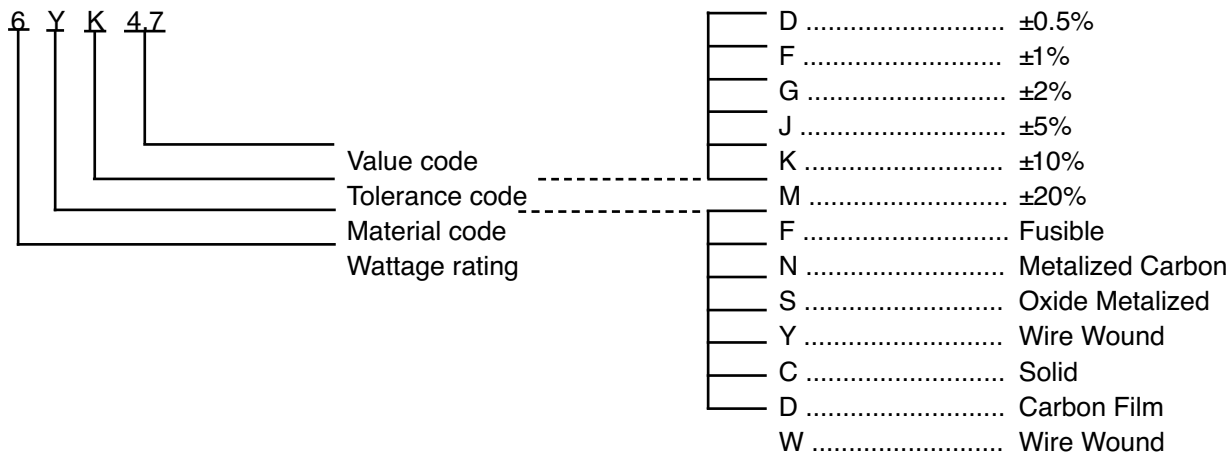 6 Y K 4.7
Value code
Tolerance code
Material code
Wattage rating
D ............................. ±0.5%
F ............................. ±1%
G ............................. ±2%
J ............................. ±5%
K ............................. ±10%
M ............................. ±20%
F ............................. Fusible
N ............................. Metalized Carbon
S ............................. Oxide Metalized
Y ............................. Wire Wound
C ............................. Solid
D ............................. Carbon Film
W ............................. Wire Wound